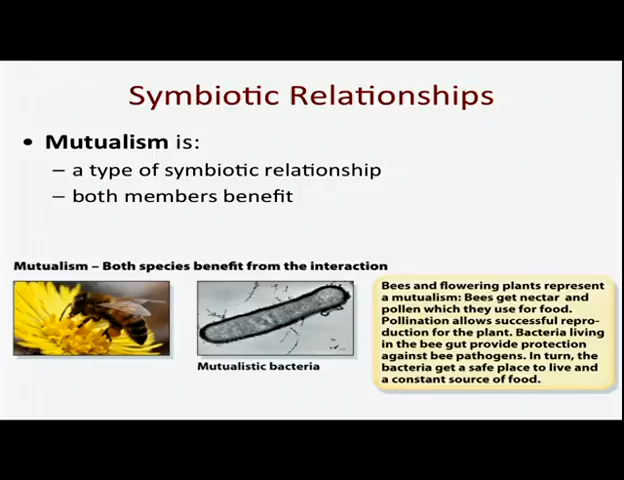 Symbiotic Relationships
• Mutualism is:
– a type of symbiotic relationship
– both members benefit
Mutualism – Both species benefit from the interaction
Mutualistic bacteria
Bees and flowering plants represent
a mutualism: Bees get nectar and
pollen which they use for food.
Pollination allows successful repro-
duction for the plant. Bacteria living
in the bee gut provide protection
against bee pathogens. In turn, the
bacteria get a safe place to live and
a constant source of food.